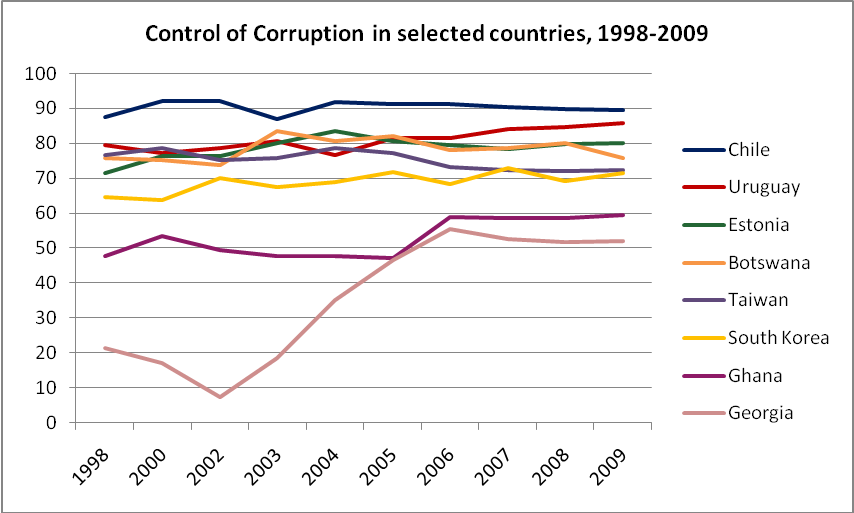 Control of Corruption in selected countries, 1998-2009
100
90
80
70
60
50
40
30
20
10
0
1998
2000
2002
2003
2004
2005
2006
2007
2008
2009
Chile
Uruguay
Estonia
Botswana
Taiwan
South Korea
Ghana
Georgia